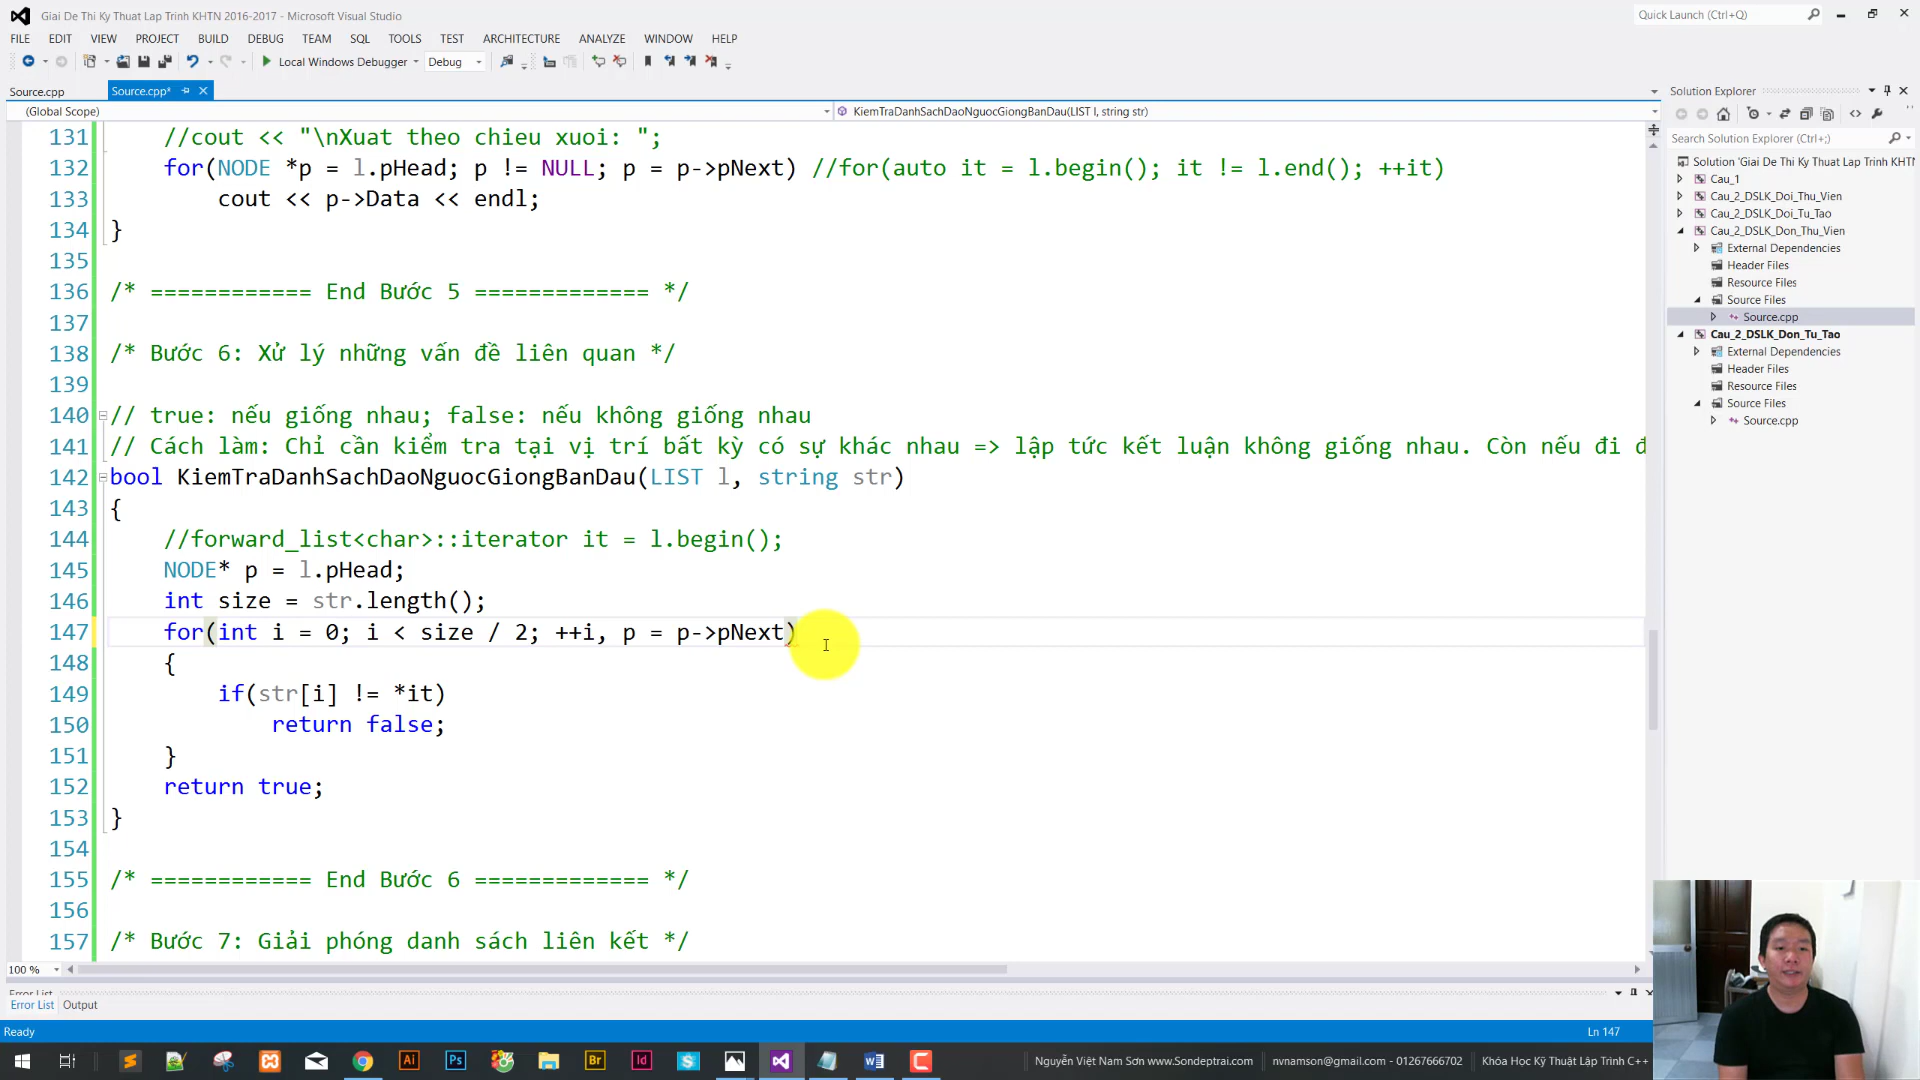 Giai De Thi Ky Thuat Lap Trinh KHTN 2016-2017 - Microsoft Visual Studio
Quick Launch (Ctrl+Q)
FILE EDIT VIEW PROJECT BUILD DEBUG TEAM SQL TOOLS TEST ARCHITECTURE ANALYZE WINDOW HELP
Local Windows Debugger Debug
Source.cpp Source.cpp*
(Global Scope) KiemTraDanhSachDaoNguocGiongBanDau(LIST l, string str)
131 //cout << "\nXuat theo chieu xuoi: ";
132 for(NODE *p = l.pHead; p != NULL; p = p->pNext) //for(auto it = l.begin(); it != l.end(); ++it)
133 cout << p->Data << endl;
134 }
135
136 /* ============ End Bước 5 ============= */
137
138 /* Bước 6: Xử lý những vấn đề liên quan */
139
140 // true: nếu giống nhau; false: nếu không giống nhau
141 // Cách làm: Chỉ cần kiểm tra tại vị trí bất kỳ có sự khác nhau => lập tức kết luận không giống nhau. Còn nếu đi
142 bool KiemTraDanhSachDaoNguocGiongBanDau(LIST l, string str)
143 {
144 //forward_list<char>::iterator it = l.begin();
145 NODE* p = l.pHead;
146 int size = str.length();
147 for(int i = 0; i < size / 2; ++i, p = p->pNext)
148 {
149 if(str[i] != *it)
150 return false;
151 }
152 return true;
153 }
154
155 /* ============ End Bước 6 ============= */
156
157 /* Bước 7: Giải phóng danh sách liên kết */
100 %
Error List
Error List Output
Ready
Ln 147
Solution Explorer
Search Solution Explorer (Ctrl+;)
Solution 'Giai De Thi Ky Thuat Lap Trinh KHTN
Cau_1
Cau_2_DSLK_Doi_Thu_Vien
Cau_2_DSLK_Doi_Tu_Tao
Cau_2_DSLK_Don_Thu_Vien
External Dependencies
Header Files
Resource Files
Source Files
Source.cpp
Cau_2_DSLK_Don_Tu_Tao
External Dependencies
Header Files
Resource Files
Source Files
Source.cpp
Ai Ps Br Id
Nguyễn Việt Nam Sơn www.Sondeptrai.com nvnamson@gmail.com - 01267666702 Khóa Học Kỹ Thuật Lập Trình C++